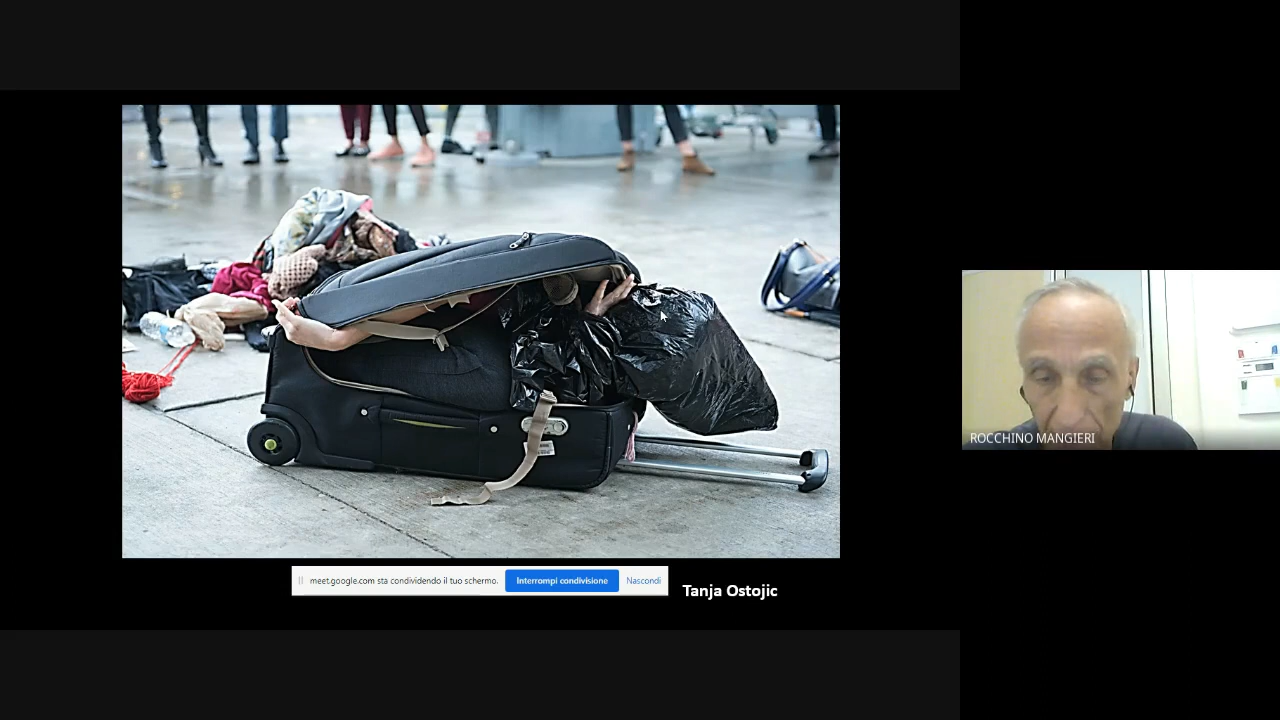 ROCCHINO MANGIERI
meet.google.com sta condividendo il tuo schermo. Interrompi condivisione Nascondi
Tanja Ostojic